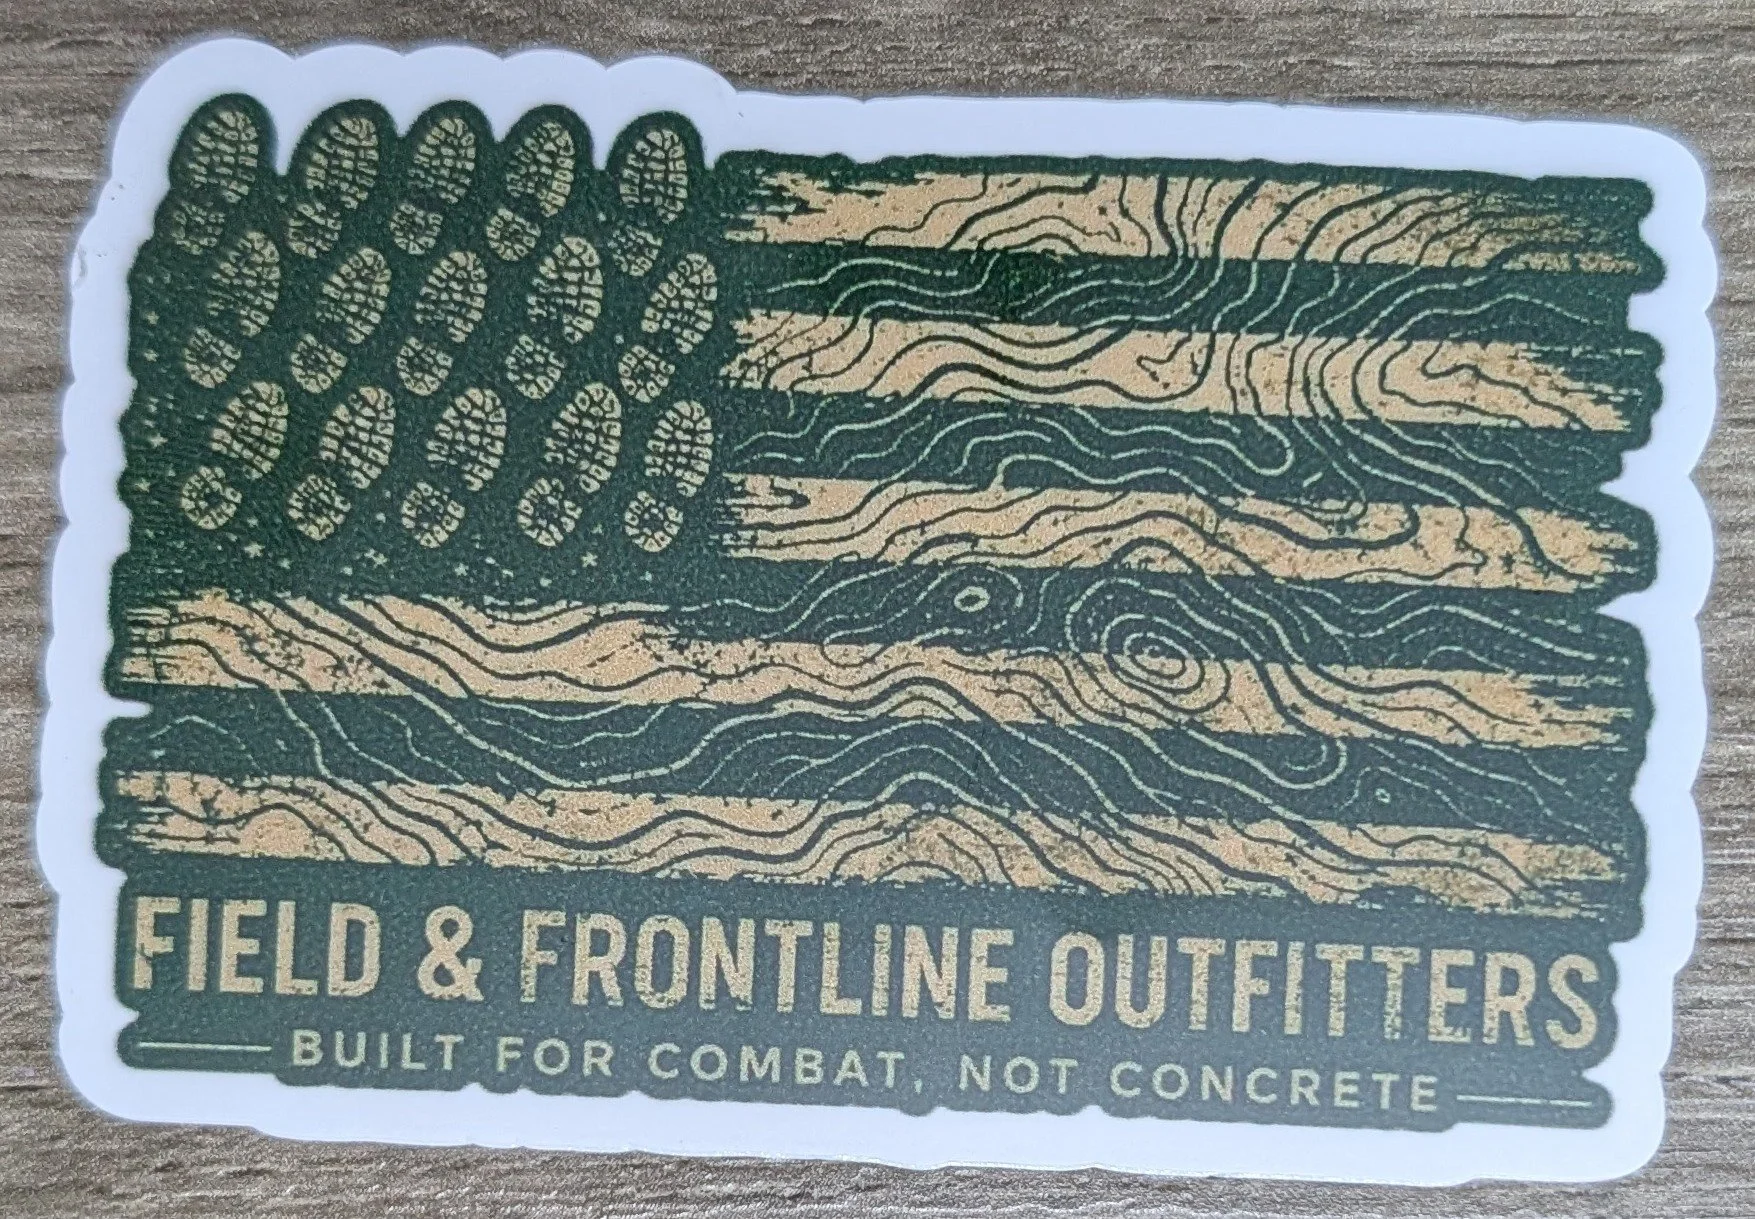 FIELD & FRONTLINE OUTFITTERS
BUILT FOR COMBAT, NOT CONCRETE